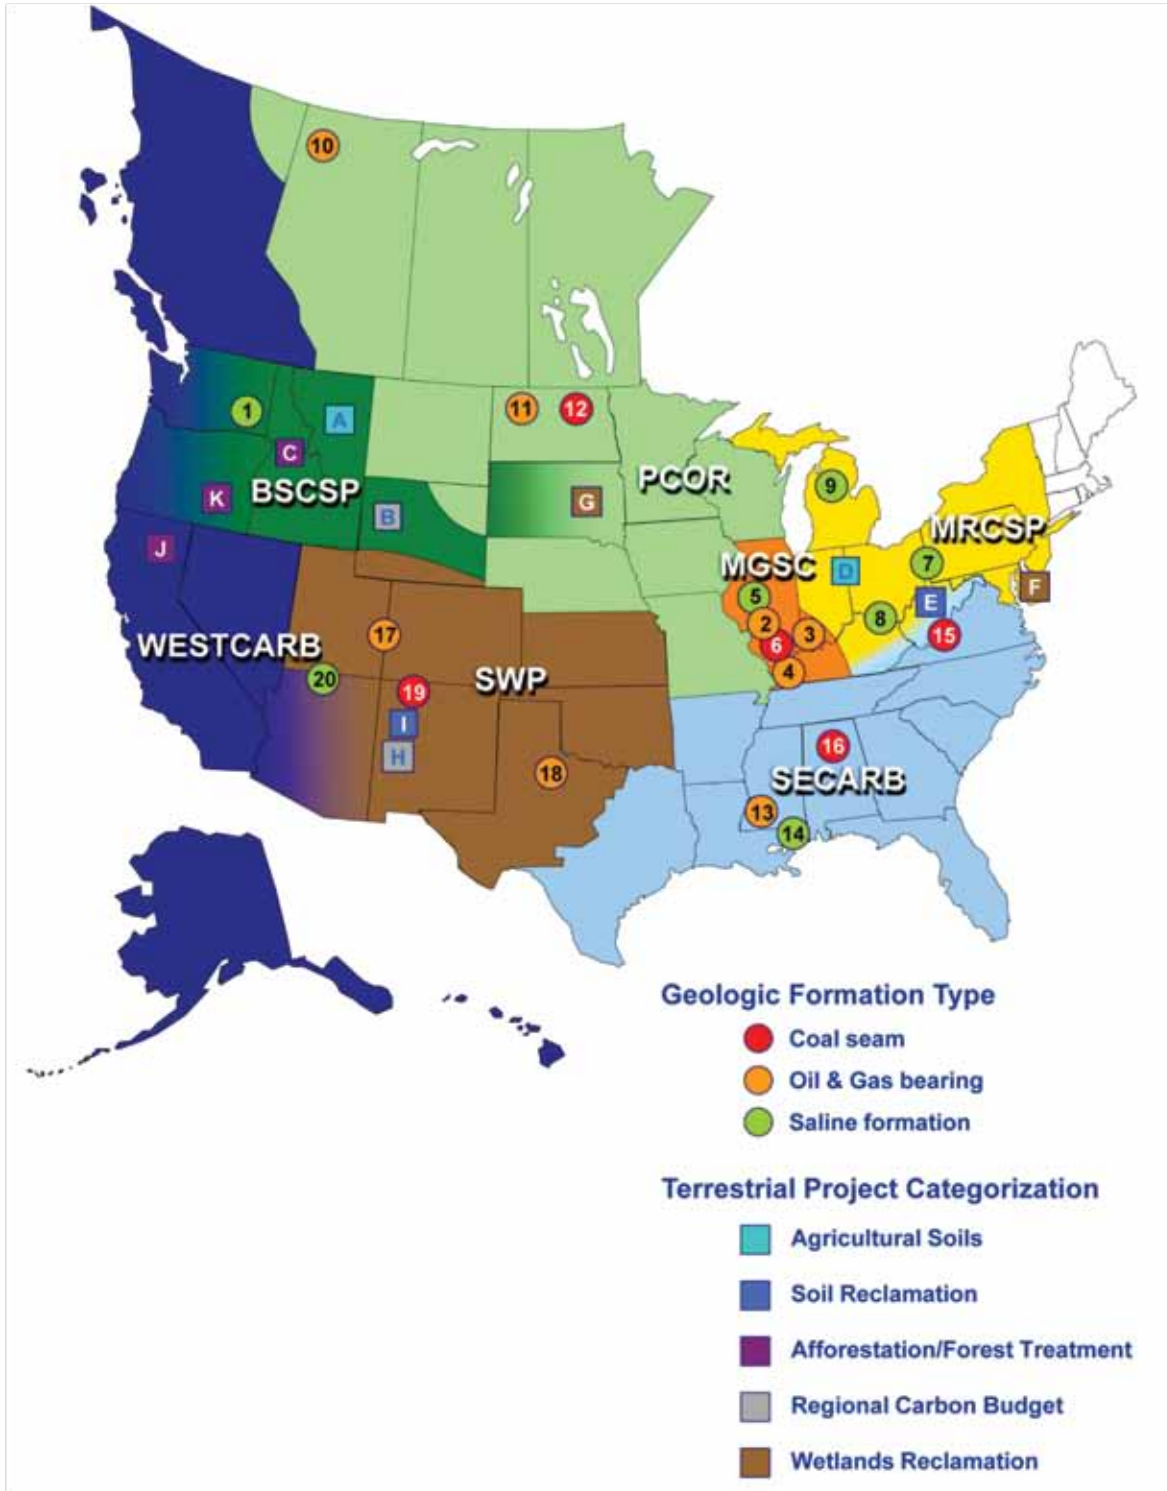 10
1
A
11
12
C
BSCSP
PCOR
9
K
B
G
MRCSP
J
MGSC
D
7
5
E
F
2
3
8
15
6
17
WESTCARB
4
20
SWP
19
I
H
16
18
SECARB
13
14
Geologic Formation Type
Coal seam
Oil & Gas bearing
Saline formation
Terrestrial Project Categorization
Agricultural Soils
Soil Reclamation
Afforestation/Forest Treatment
Regional Carbon Budget
Wetlands Reclamation